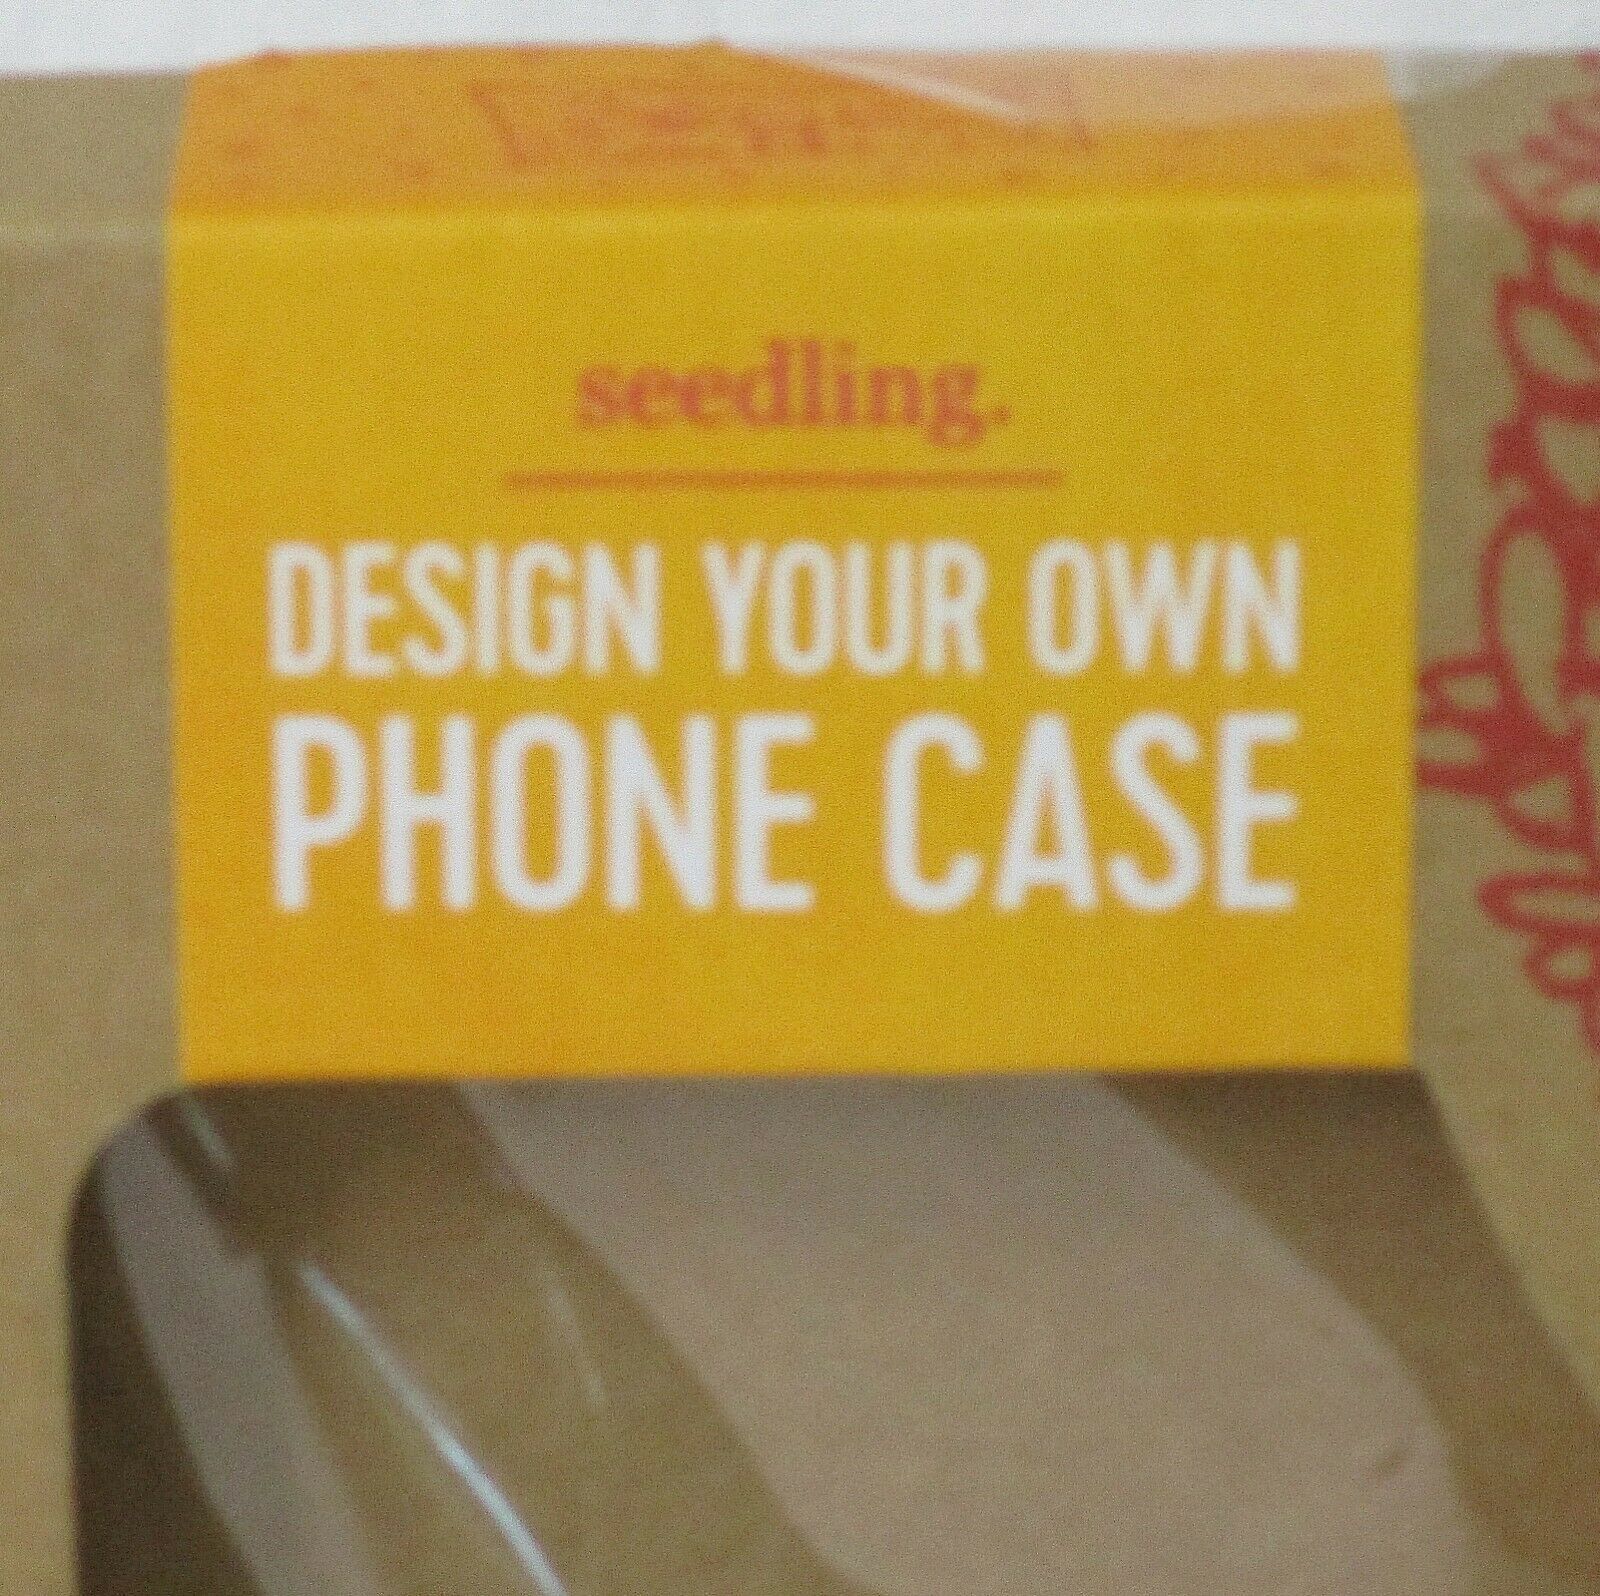 seedling.
DESIGN YOUR OWN
PHONE CASE